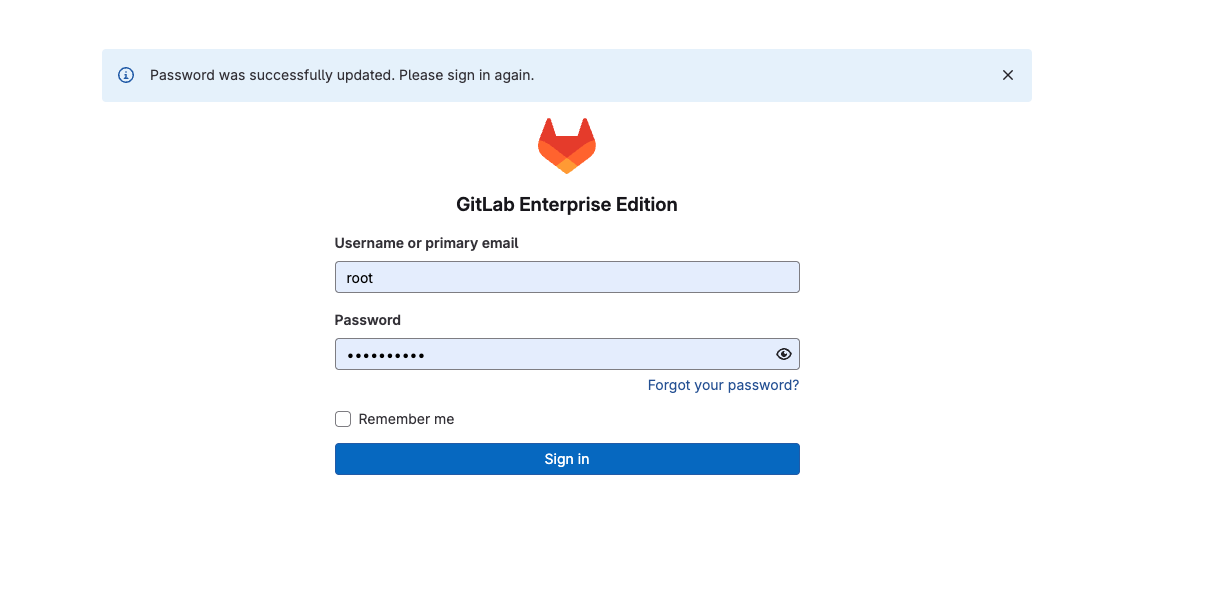 Password was successfully updated. Please sign in again.
GitLab Enterprise Edition
Username or primary email
root
Password
••••••••••
Forgot your password?
Remember me
Sign in